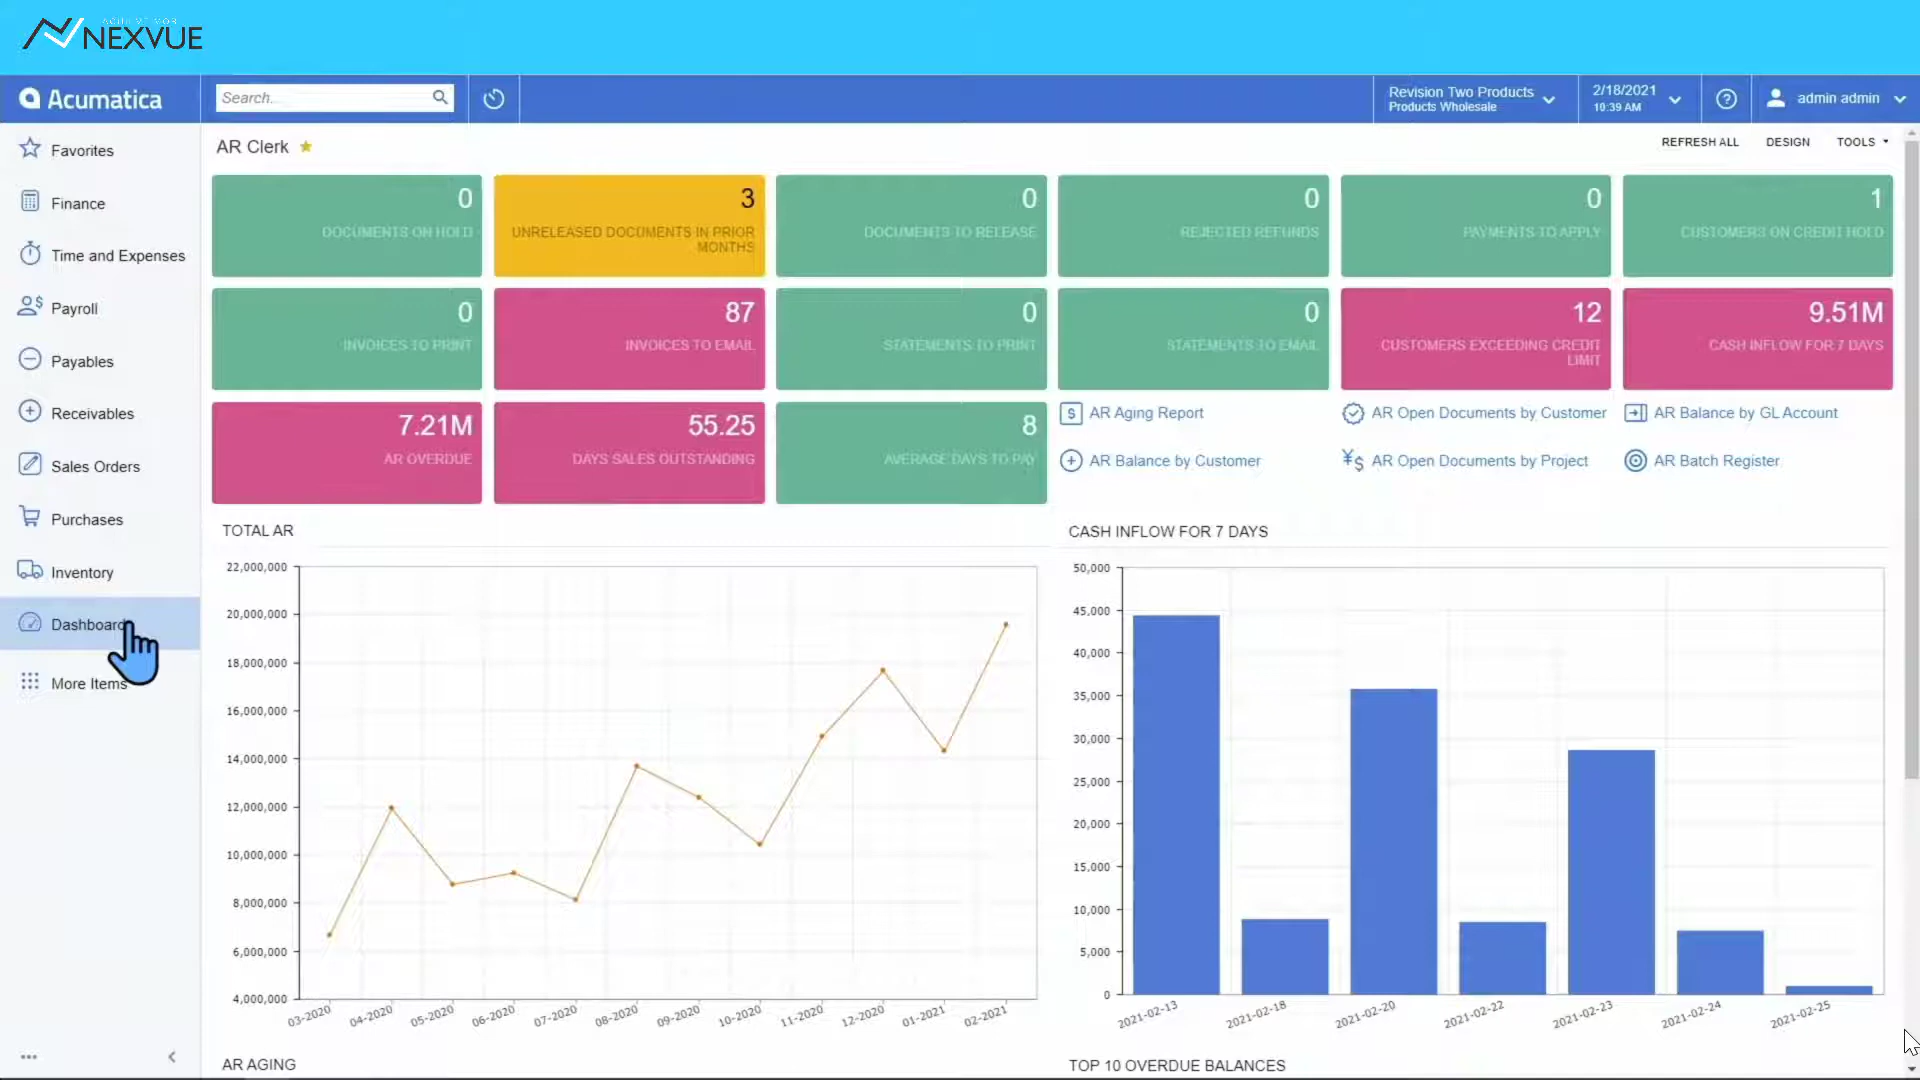 NEXVUE
Acumatica
Search...
Revision Two Products
Products Wholesale
2/18/2021
10:39 AM
admin admin
Favorites
Finance
Time and Expenses
Payroll
Payables
Receivables
Sales Orders
Purchases
Inventory
Dashboard
More Items
AR Clerk
REFRESH ALL
DESIGN
TOOLS
0
DOCUMENTS ON HOLD
3
UNRELEASED DOCUMENTS IN PRIOR
MONTHS
0
DOCUMENTS TO RELEASE
0
REJECTED REFUNDS
0
PAYMENTS TO APPLY
1
CUSTOMERS ON CREDIT HOLD
0
INVOICES TO PRINT
87
INVOICES TO EMAIL
0
STATEMENTS TO PRINT
0
STATEMENTS TO EMAIL
12
CUSTOMERS EXCEEDING CREDIT
LIMIT
9.51M
CASH INFLOW FOR 7 DAYS
7.21M
AR OVERDUE
55.25
DAYS SALES OUTSTANDING
8
AVERAGE DAYS TO PAY
AR Aging Report
AR Open Documents by Customer
AR Balance by GL Account
AR Balance by Customer
AR Open Documents by Project
AR Batch Register
TOTAL AR
22,000,000
20,000,000
18,000,000
16,000,000
14,000,000
12,000,000
10,000,000
8,000,000
6,000,000
4,000,000
03-2020
04-2020
05-2020
06-2020
07-2020
08-2020
09-2020
10-2020
11-2020
12-2020
01-2021
02-2021
CASH INFLOW FOR 7 DAYS
50,000
45,000
40,000
35,000
30,000
25,000
20,000
15,000
10,000
5,000
0
2021-02-13
2021-02-18
2021-02-20
2021-02-22
2021-02-23
2021-02-24
2021-02-25
AR AGING
TOP 10 OVERDUE BALANCES